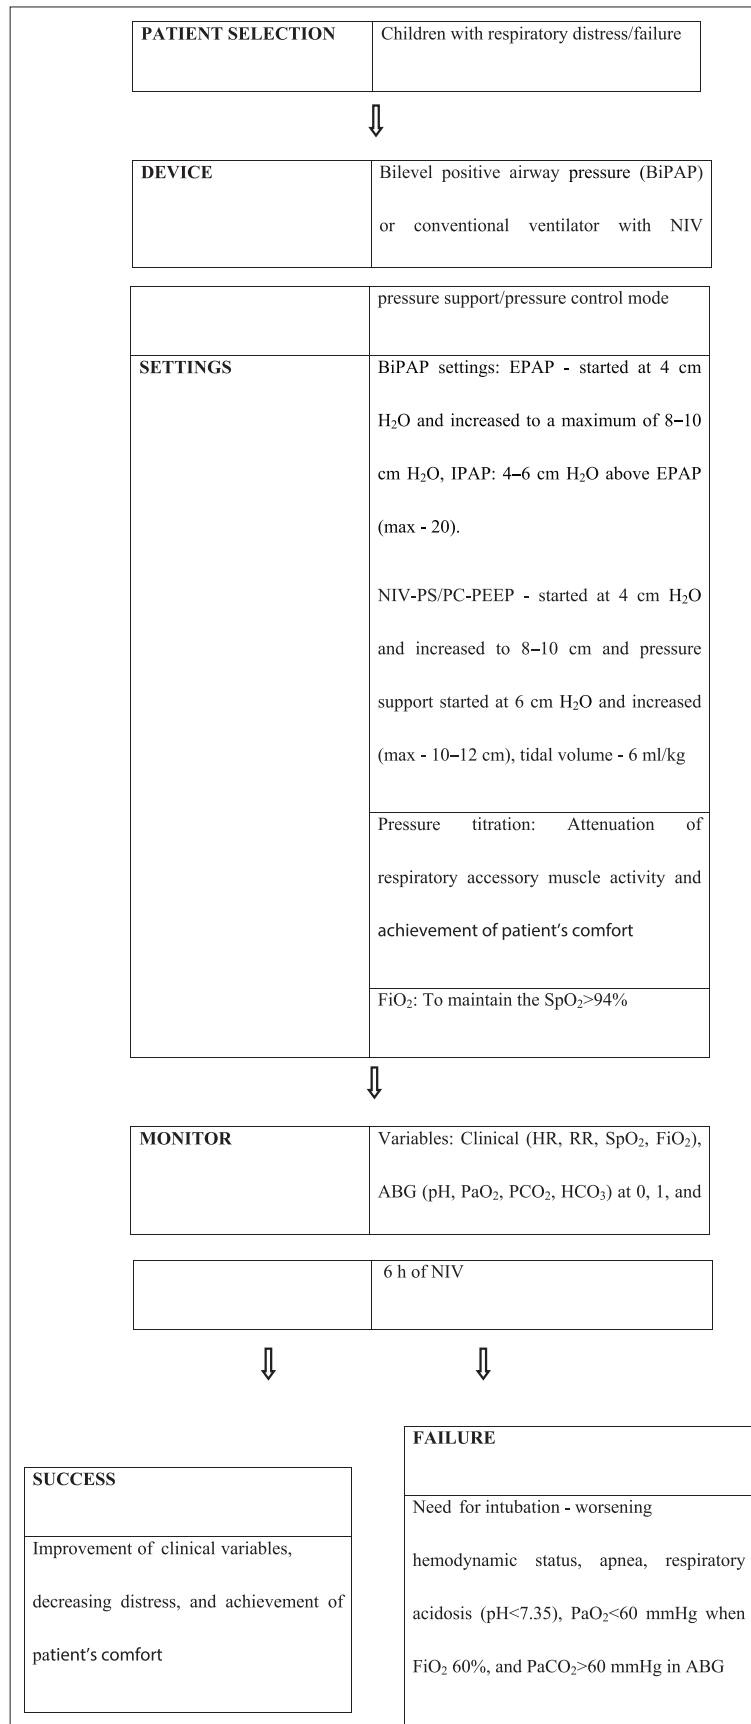 PATIENT SELECTION
Children with respiratory distress/failure
DEVICE
Bilevel positive airway pressure (BiPAP)
or conventional ventilator with NIV
pressure support/pressure control mode
SETTINGS
BiPAP settings: EPAP - started at 4 cm
H₂O and increased to a maximum of 8–10
cm H₂O, IPAP: 4–6 cm H₂O above EPAP
(max - 20).
NIV-PS/PC-PEEP - started at 4 cm H₂O
and increased to 8–10 cm and pressure
support started at 6 cm H₂O and increased
(max - 10–12 cm), tidal volume - 6 ml/kg
Pressure titration: Attenuation of
respiratory accessory muscle activity and
achievement of patient's comfort
FiO₂: To maintain the SpO₂>94%
MONITOR
Variables: Clinical (HR, RR, SpO₂, FiO₂),
ABG (pH, PaO₂, PCO₂, HCO₃) at 0, 1, and
6 h of NIV
SUCCESS
Improvement of clinical variables,
decreasing distress, and achievement of
patient's comfort
FAILURE
Need for intubation - worsening
hemodynamic status, apnea, respiratory
acidosis (pH<7.35), PaO₂<60 mmHg when
FiO₂ 60%, and PaCO₂>60 mmHg in ABG